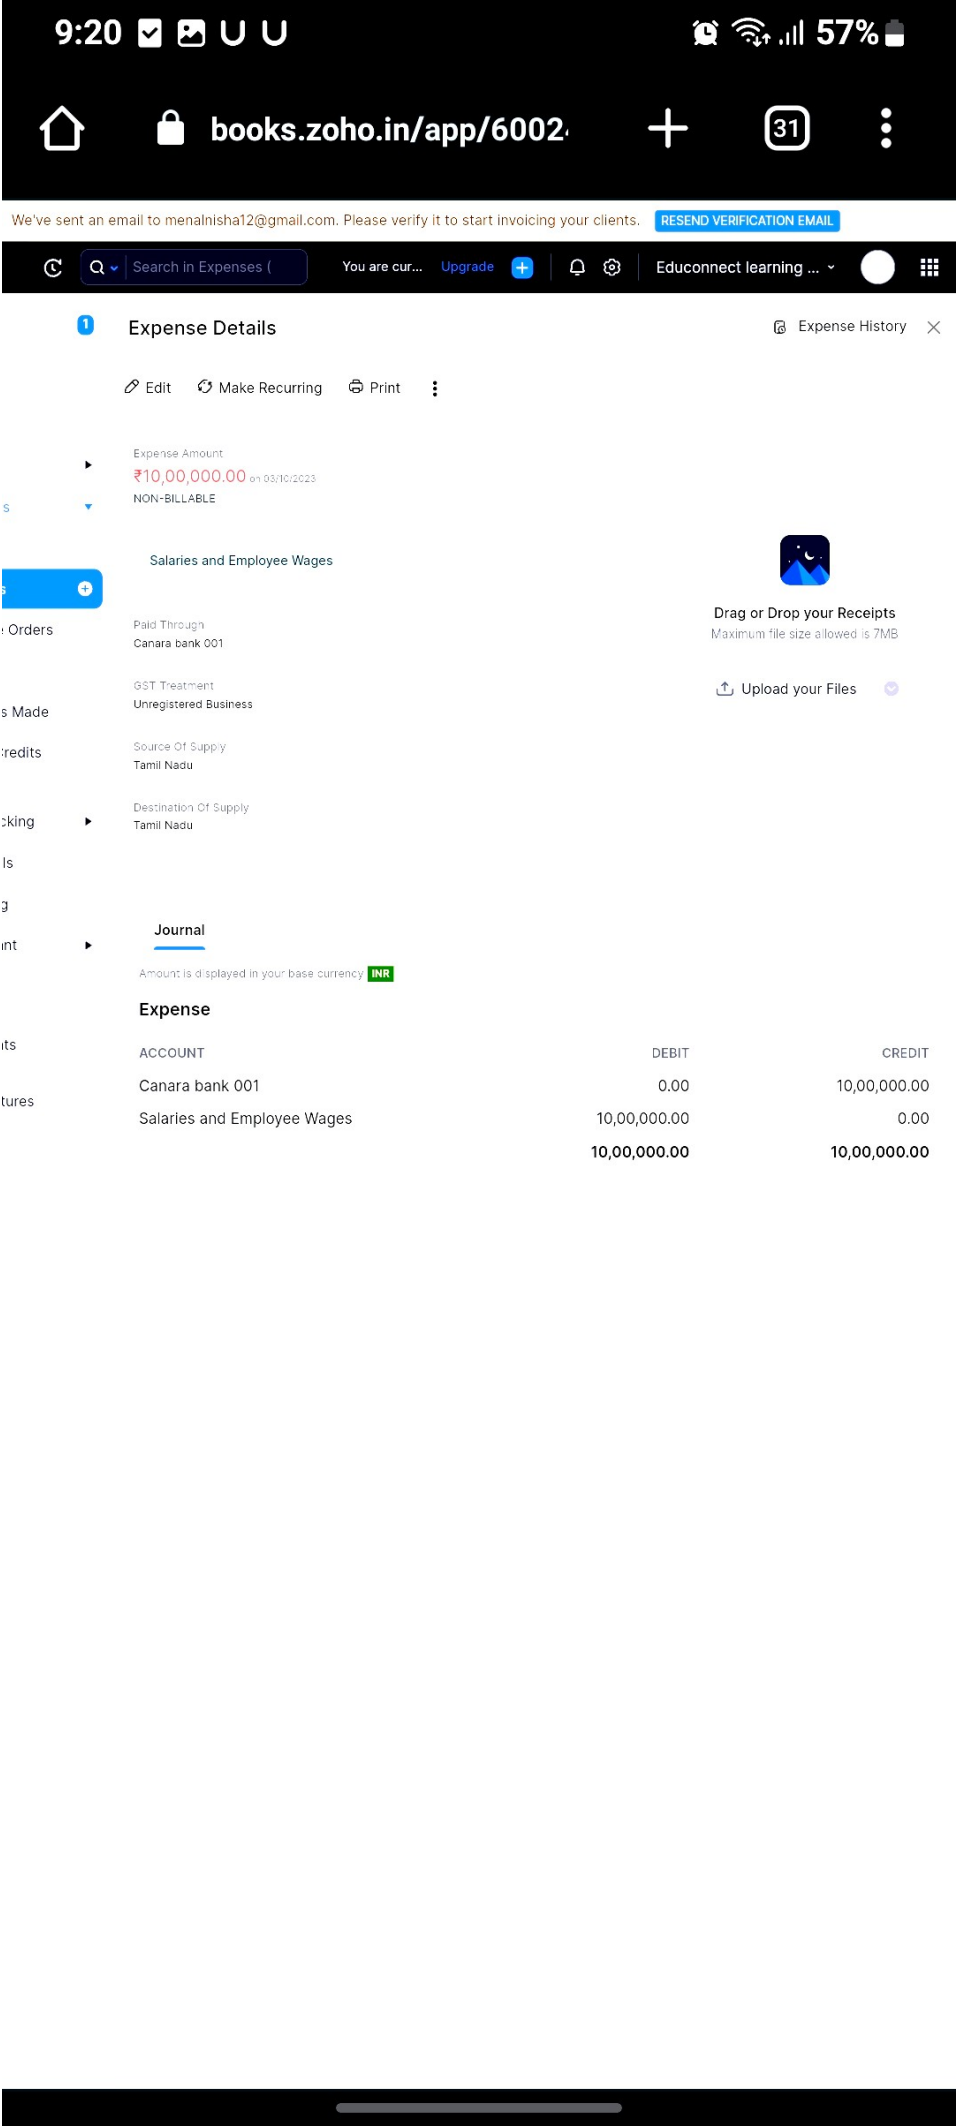 9:20
57%
books.zoho.in/app/6002
31
We've sent an email to menalnisha12@gmail.com. Please verify it to start invoicing your clients. RESEND VERIFICATION EMAIL
Search in Expenses ( You are cur... Upgrade Educonnect learning ...
1 Expense Details Expense History
Edit Make Recurring Print
Expense Amount
₹10,00,000.00 on 03/10/2023
NON-BILLABLE
s
Salaries and Employee Wages
s
Drag or Drop your Receipts
Maximum file size allowed is 7MB
Upload your Files
Orders
Paid Through
Canara bank 001
GST Treatment
Unregistered Business
s Made
Source Of Supply
Tamil Nadu
redits
Destination Of Supply
Tamil Nadu
cking
ls
g
nt
Journal
Amount is displayed in your base currency INR
Expense
ACCOUNT DEBIT CREDIT
Canara bank 001 0.00 10,00,000.00
Salaries and Employee Wages 10,00,000.00 0.00
10,00,000.00 10,00,000.00
ts
tures